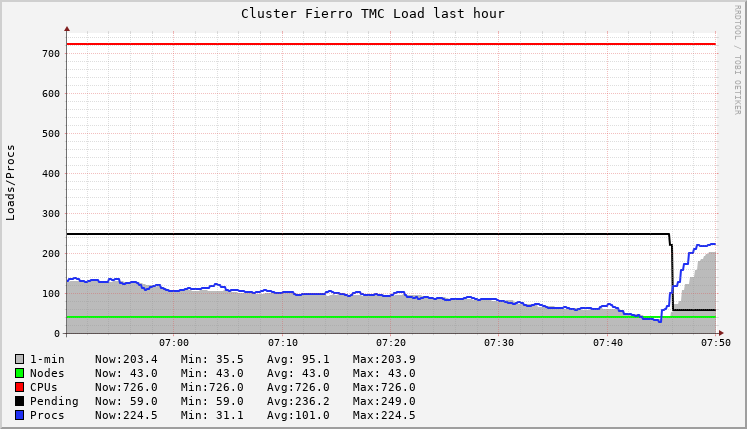 Cluster Fierro TMC Load last hour
RRDTOOL / TOBI OETIKER
Loads/Procs
700
600
500
400
300
200
100
0
07:00 07:10 07:20 07:30 07:40 07:50
1-min Now:203.4 Min: 35.5 Avg: 95.1 Max:203.9
Nodes Now: 43.0 Min: 43.0 Avg: 43.0 Max: 43.0
CPUs Now:726.0 Min:726.0 Avg:726.0 Max:726.0
Pending Now: 59.0 Min: 59.0 Avg:236.2 Max:249.0
Procs Now:224.5 Min: 31.1 Avg:101.0 Max:224.5